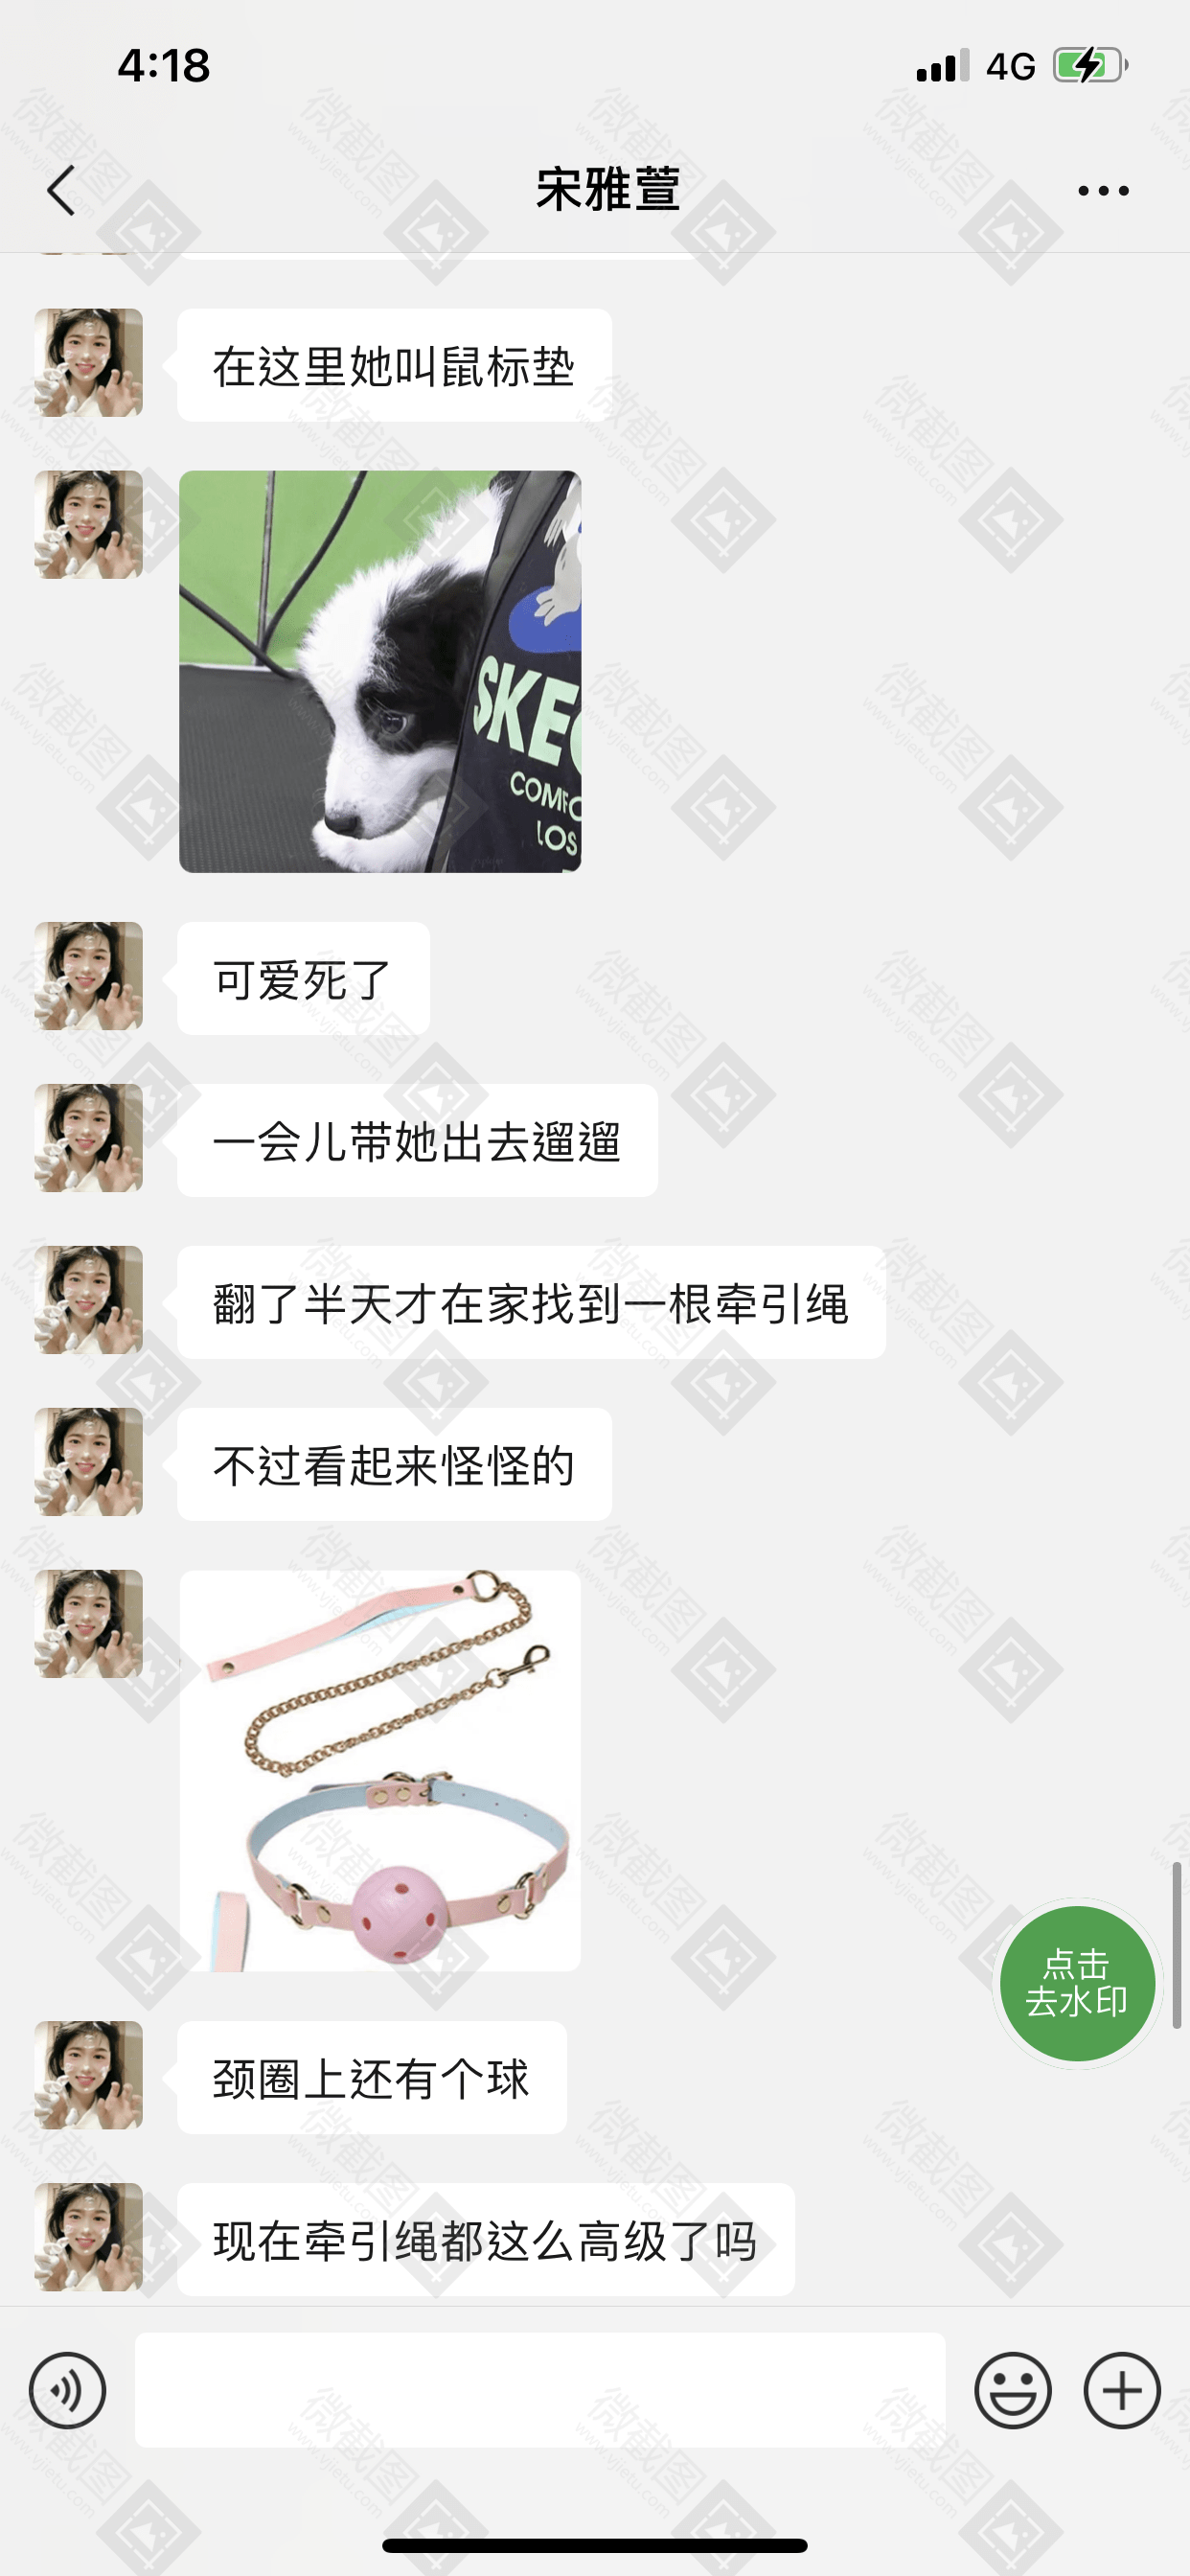 4:18
4G
宋雅萱
在这里她叫鼠标垫
SKE
COMFO
LOS
可爱死了
一会儿带她出去遛遛
翻了半天才在家找到一根牵引绳
不过看起来怪怪的
颈圈上还有个球
点击
去水印
现在牵引绳都这么高级了吗
微截图
www.vjietu.com